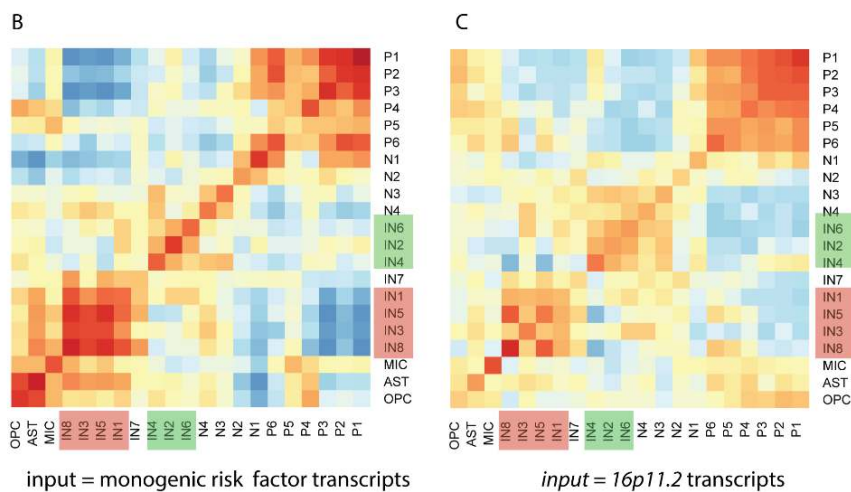 B
P1
P2
P3
P4
P5
P6
N1
N2
N3
N4
IN6
IN2
IN4
IN7
IN1
IN5
IN3
IN8
MIC
AST
OPC
OPC AST MIC IN8 IN3 IN5 IN1 IN7 IN4 IN2 IN6 N4 N3 N2 N1 P6 P5 P4 P3 P2 P1
input = monogenic risk factor transcripts
C
P1
P2
P3
P4
P5
P6
N1
N2
N3
N4
IN6
IN2
IN4
IN7
IN1
IN5
IN3
IN8
MIC
AST
OPC
OPC AST MIC IN8 IN3 IN5 IN1 IN7 IN4 IN2 IN6 N4 N3 N2 N1 P6 P5 P4 P3 P2 P1
input = 16p11.2 transcripts